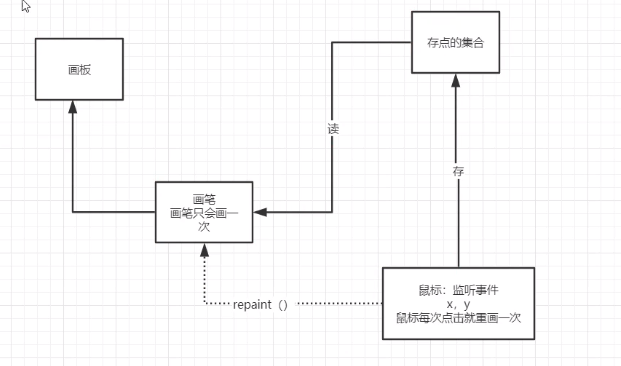 存点的集合
画板
读
存
画笔
画笔只会画一
次
鼠标：监听事件
x，y
鼠标每次点击就重画一次
repaint（）